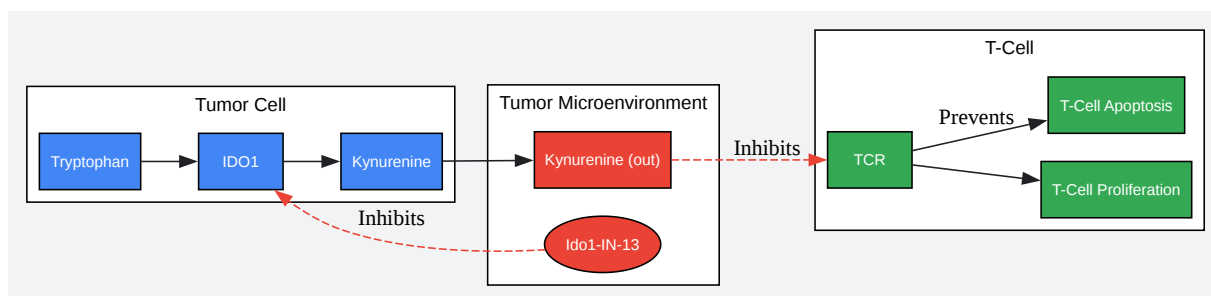 Tumor Cell
Tryptophan
IDO1
Kynurenine
Inhibits
Tumor Microenvironment
Kynurenine (out)
Ido1-IN-13
Inhibits
T-Cell
TCR
Prevents
T-Cell Apoptosis
T-Cell Proliferation